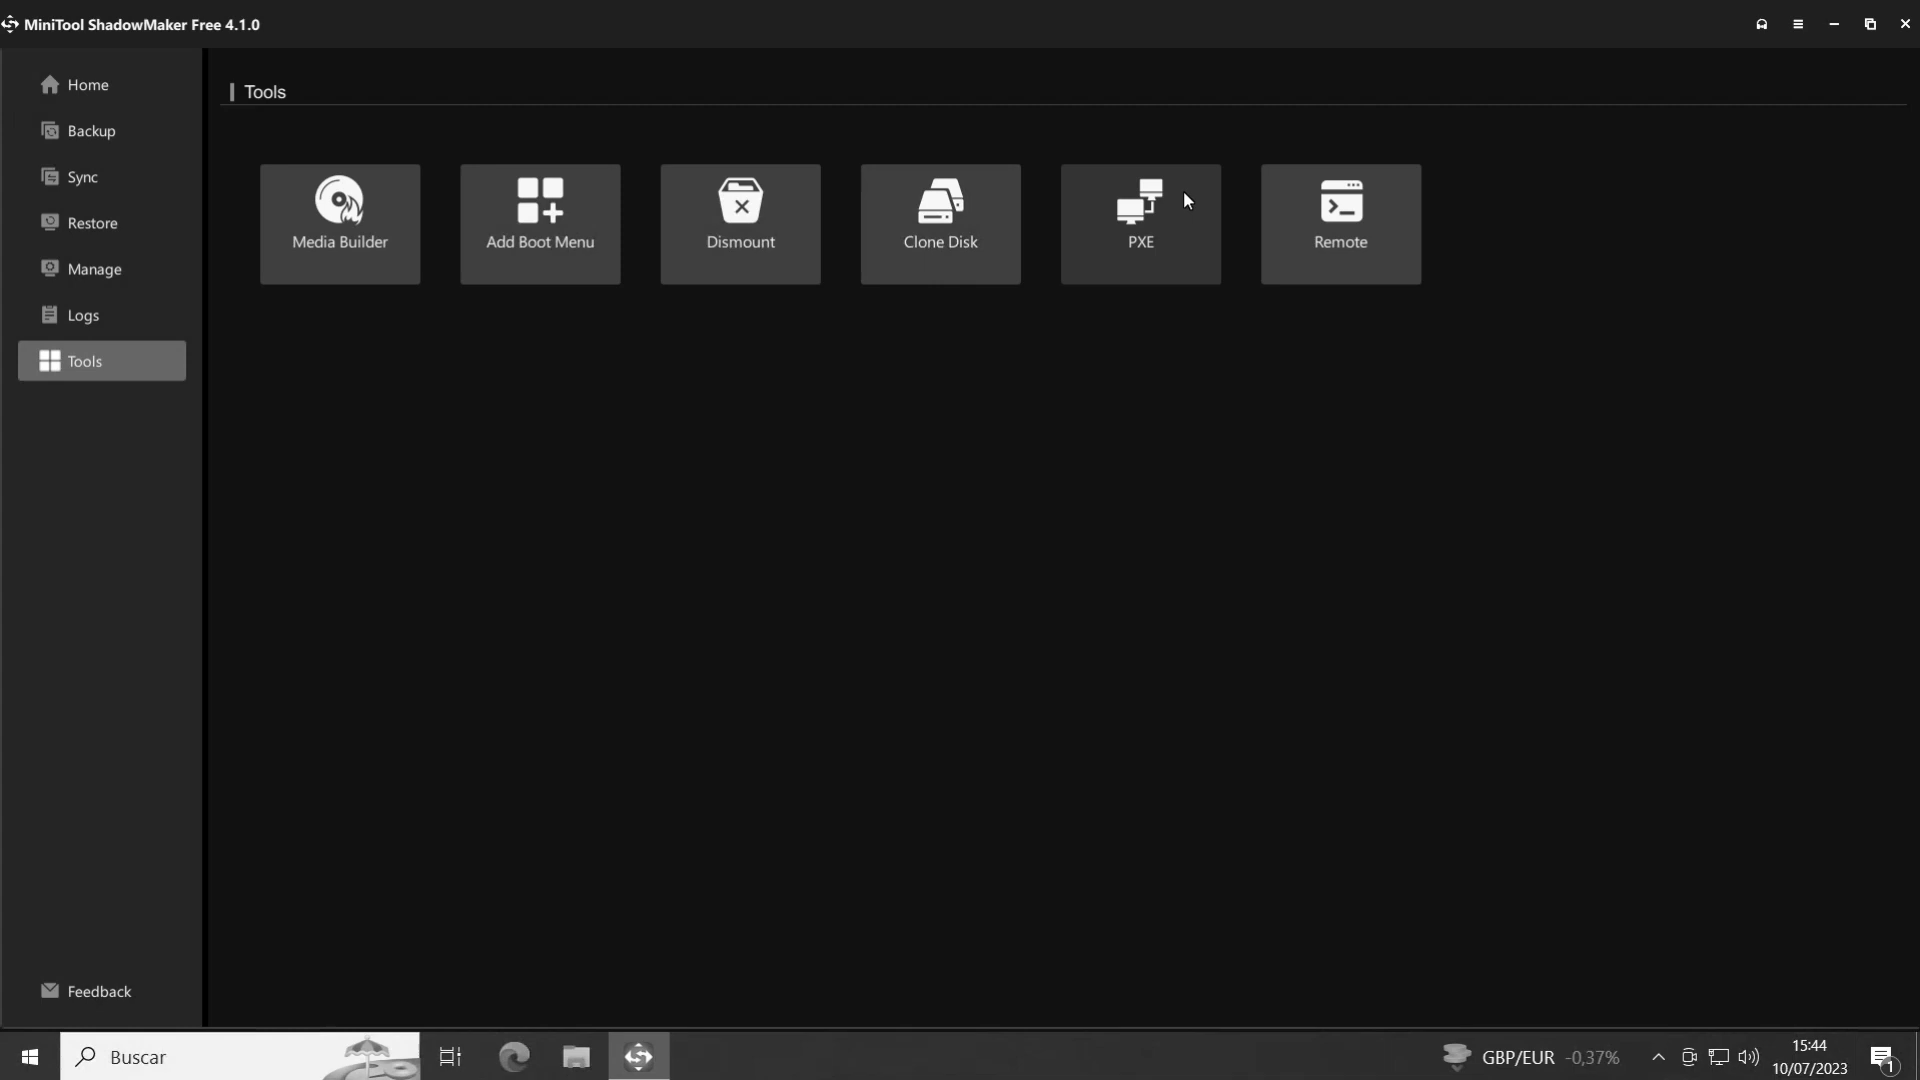 MiniTool ShadowMaker Free 4.1.0
Home
Backup
Sync
Restore
Manage
Logs
Tools
Feedback
Tools
Media Builder
Add Boot Menu
Dismount
Clone Disk
PXE
Remote
Buscar
GBP/EUR -0,37%
15:44
10/07/2023
1